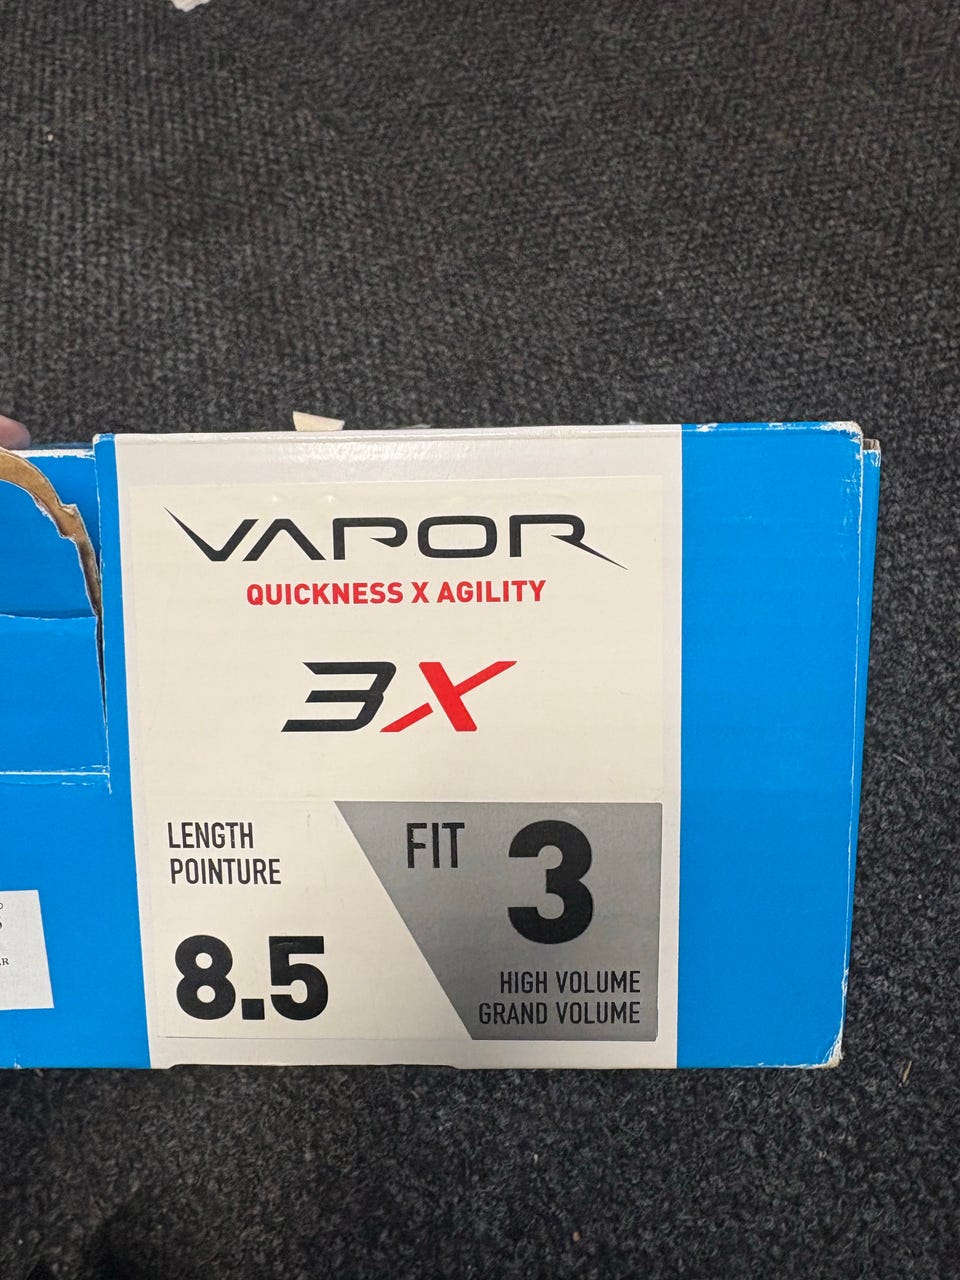 VAPOR
QUICKNESS X AGILITY
3X
LENGTH
POINTURE
8.5
FIT 3
HIGH VOLUME
GRAND VOLUME